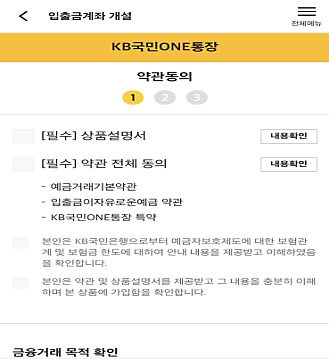 입출금계좌 개설
전체메뉴
KB국민ONE통장
약관동의
1 2 3
[필수] 상품설명서 내용확인
[필수] 약관 전체 동의 내용확인
- 예금거래기본약관
- 입출금이자유로운예금 약관
- KB국민ONE통장 특약
본인은 KB국민은행으로부터 예금자보호제도에 대한 보험관
계 및 보험금 한도에 대하여 안내 내용을 제공받고 이해하였음
을 확인합니다.
본인은 약관 및 상품설명서를 제공받고 그 내용을 충분히 이해
하며 본 상품에 가입함을 확인합니다.
금융거래 목적 확인